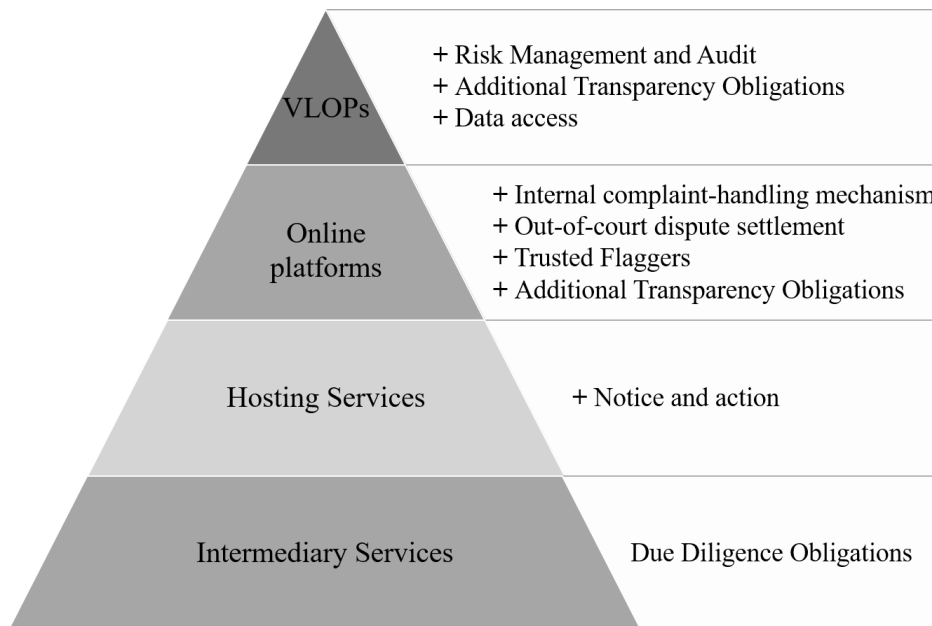 VLOPs
+ Risk Management and Audit
+ Additional Transparency Obligations
+ Data access
Online
platforms
+ Internal complaint-handling mechanism
+ Out-of-court dispute settlement
+ Trusted Flaggers
+ Additional Transparency Obligations
Hosting Services
+ Notice and action
Intermediary Services
Due Diligence Obligations